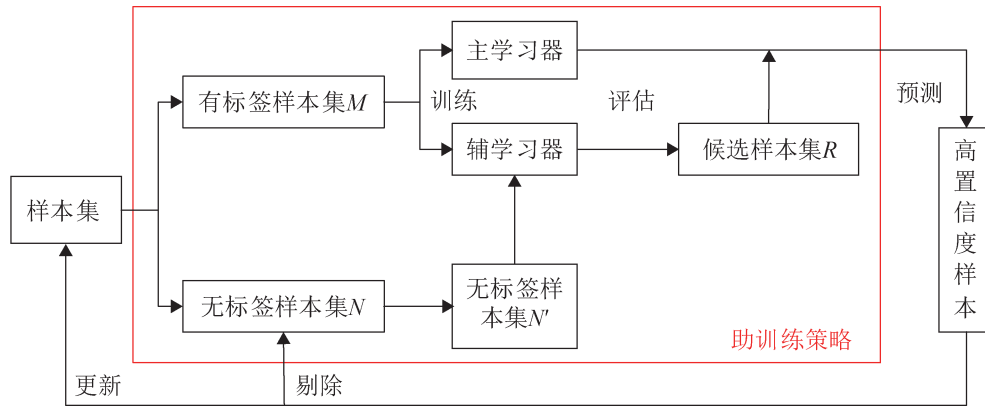 主学习器
有标签样本集M
训练
评估
预测
辅学习器
候选样本集R
高置信度样本
样本集
无标签样本集N
无标签样
本集N'
助训练策略
更新
剔除